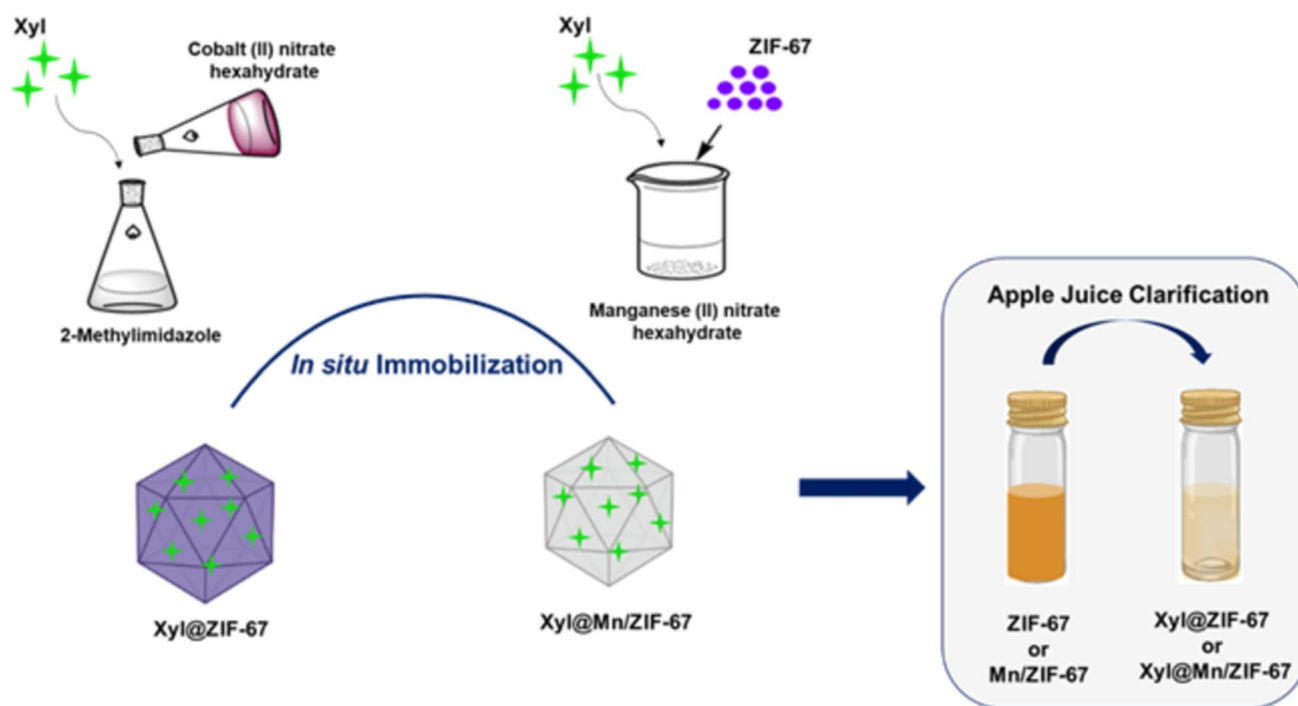 Xyl
Cobalt (II) nitrate
hexahydrate
2-Methylimidazole
Xyl
ZIF-67
Manganese (II) nitrate
hexahydrate
In situ Immobilization
Xyl@ZIF-67
Xyl@Mn/ZIF-67
Apple Juice Clarification
ZIF-67
or
Mn/ZIF-67
Xyl@ZIF-67
or
Xyl@Mn/ZIF-67